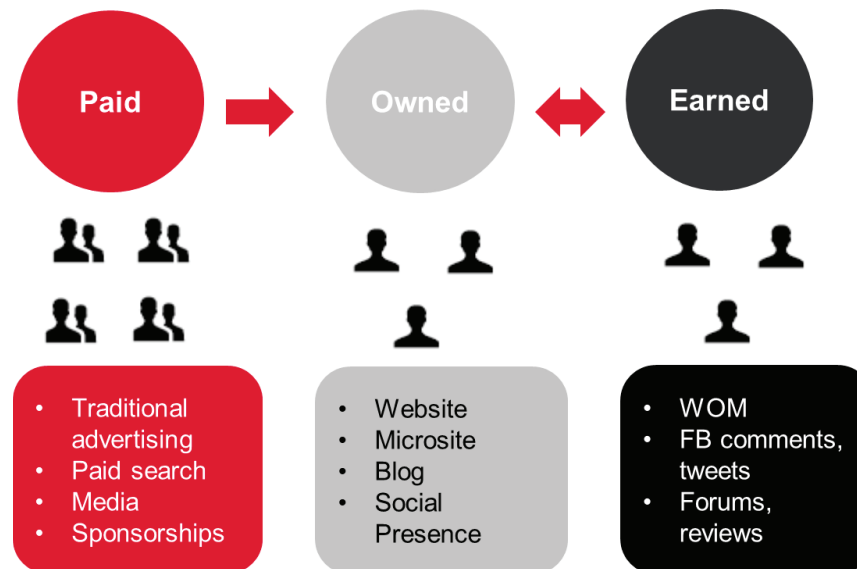 Paid
Owned
Earned
• Traditional
advertising
• Paid search
• Media
• Sponsorships
• Website
• Microsite
• Blog
• Social
Presence
• WOM
• FB comments,
tweets
• Forums,
reviews